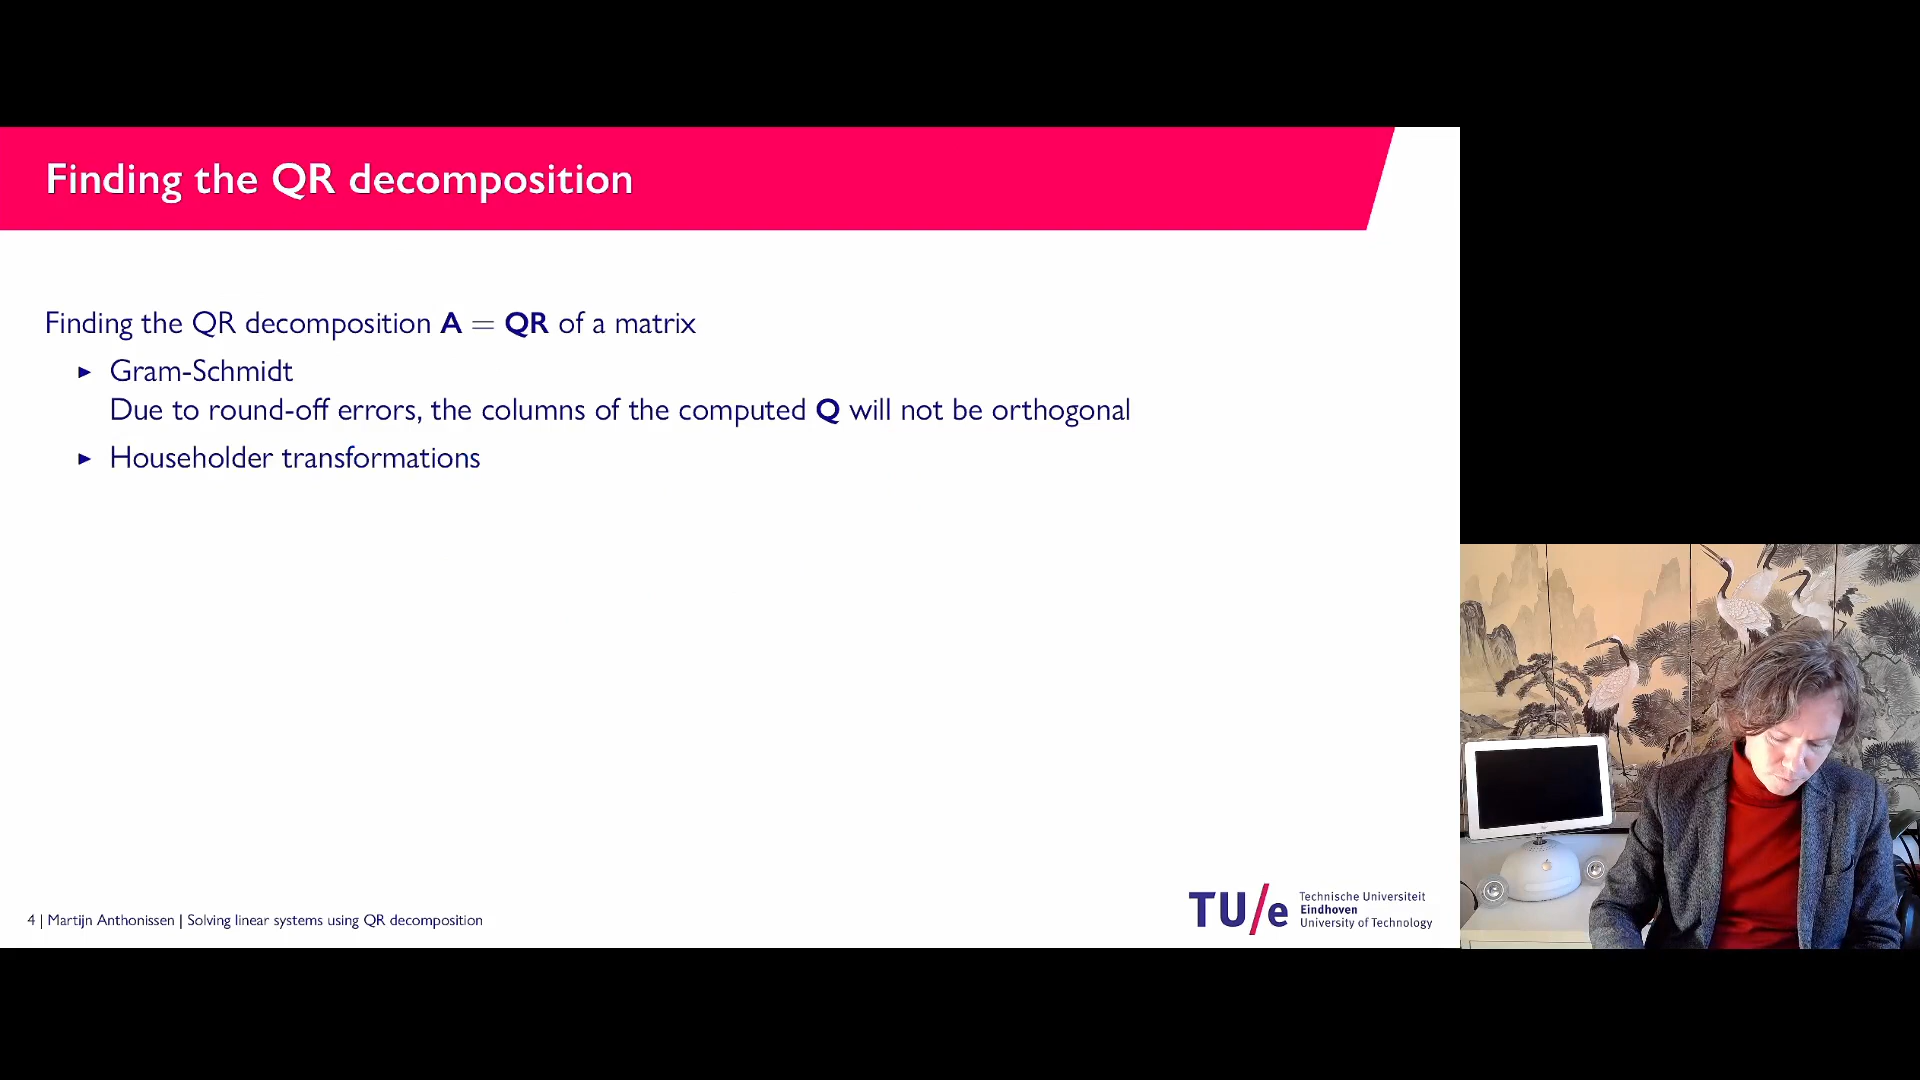 Finding the QR decomposition
Finding the QR decomposition A = QR of a matrix
▸ Gram-Schmidt
Due to round-off errors, the columns of the computed Q will not be orthogonal
▸ Householder transformations
4 | Martijn Anthonissen | Solving linear systems using QR decomposition
TU/e
Technische Universiteit
Eindhoven
University of Technology